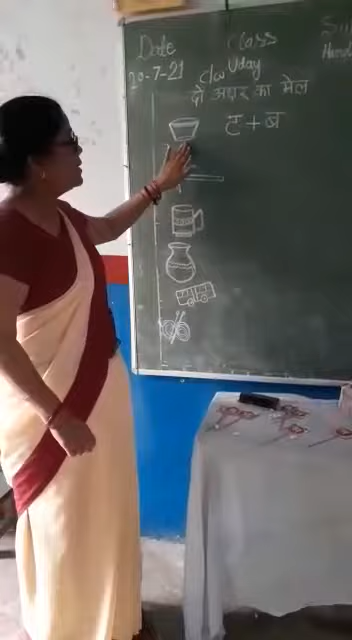 Date
Class
20-7-21
Uday
दो अक्षर का मेल
ट + ब